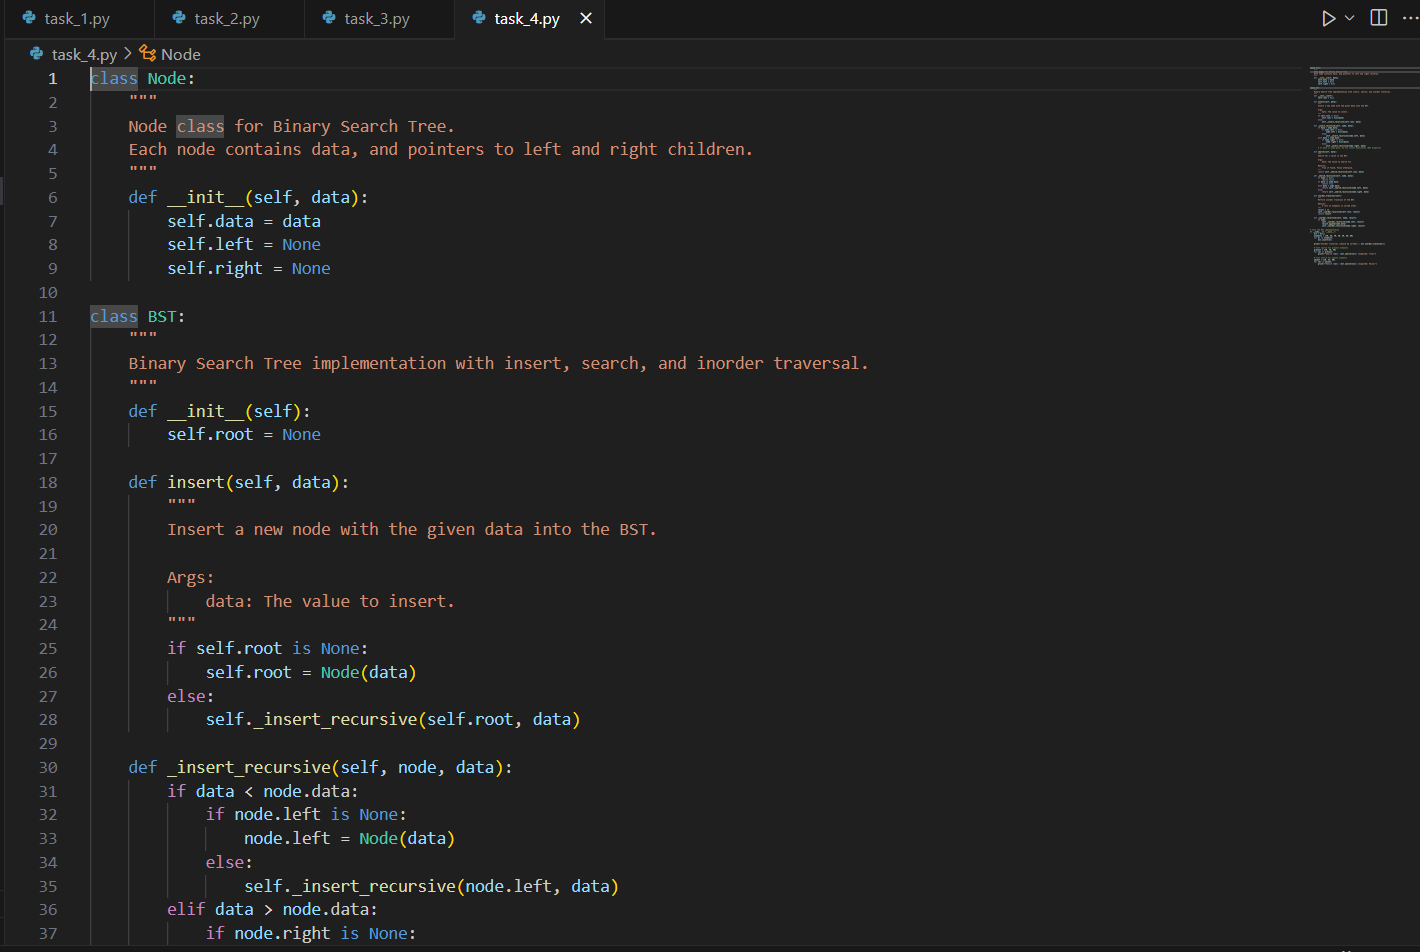 task_1.py task_2.py task_3.py task_4.py
task_4.py > Node
1 class Node:
2 """
3 Node class for Binary Search Tree.
4 Each node contains data, and pointers to left and right children.
5 """
6 def __init__(self, data):
7 self.data = data
8 self.left = None
9 self.right = None
10
11 class BST:
12 """
13 Binary Search Tree implementation with insert, search, and inorder traversal.
14 """
15 def __init__(self):
16 self.root = None
17
18 def insert(self, data):
19 """
20 Insert a new node with the given data into the BST.
21
22 Args:
23 data: The value to insert.
24 """
25 if self.root is None:
26 self.root = Node(data)
27 else:
28 self._insert_recursive(self.root, data)
29
30 def _insert_recursive(self, node, data):
31 if data < node.data:
32 if node.left is None:
33 node.left = Node(data)
34 else:
35 self._insert_recursive(node.left, data)
36 elif data > node.data:
37 if node.right is None: